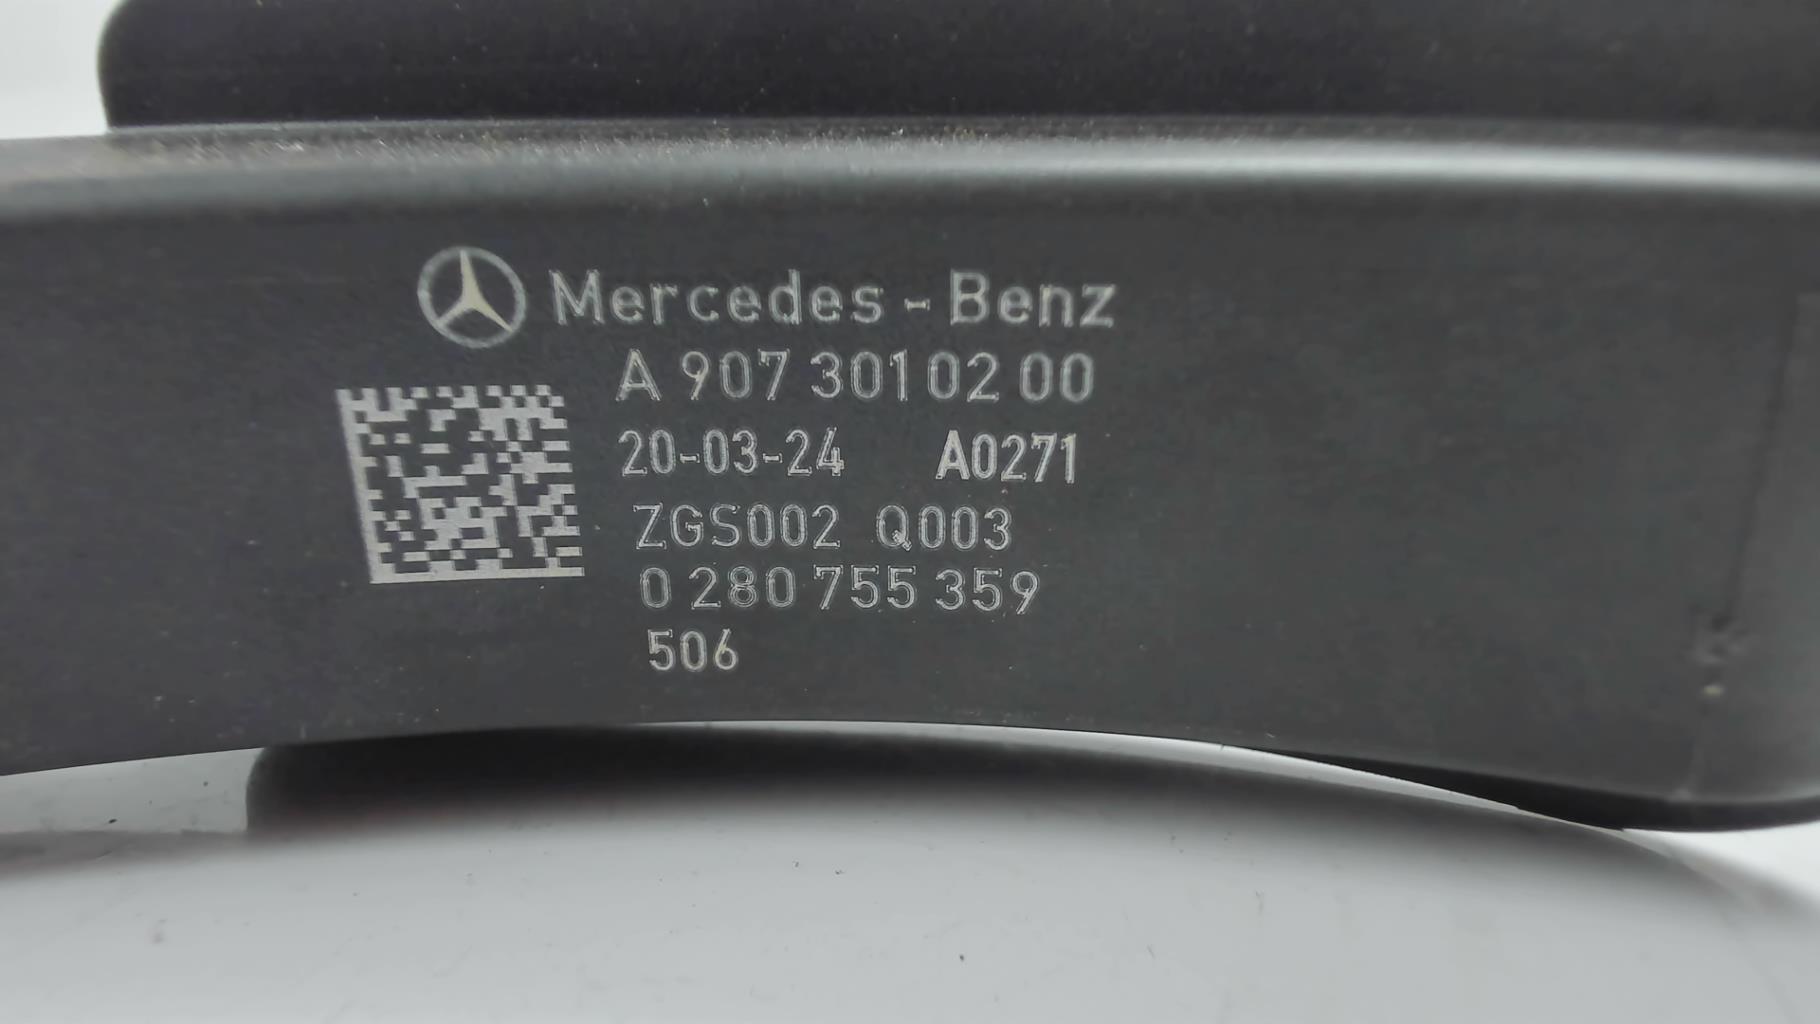 Mercedes-Benz
A 907 301 02 00
20-03-24 A0271
ZGS002 Q003
0 280 755 359
506